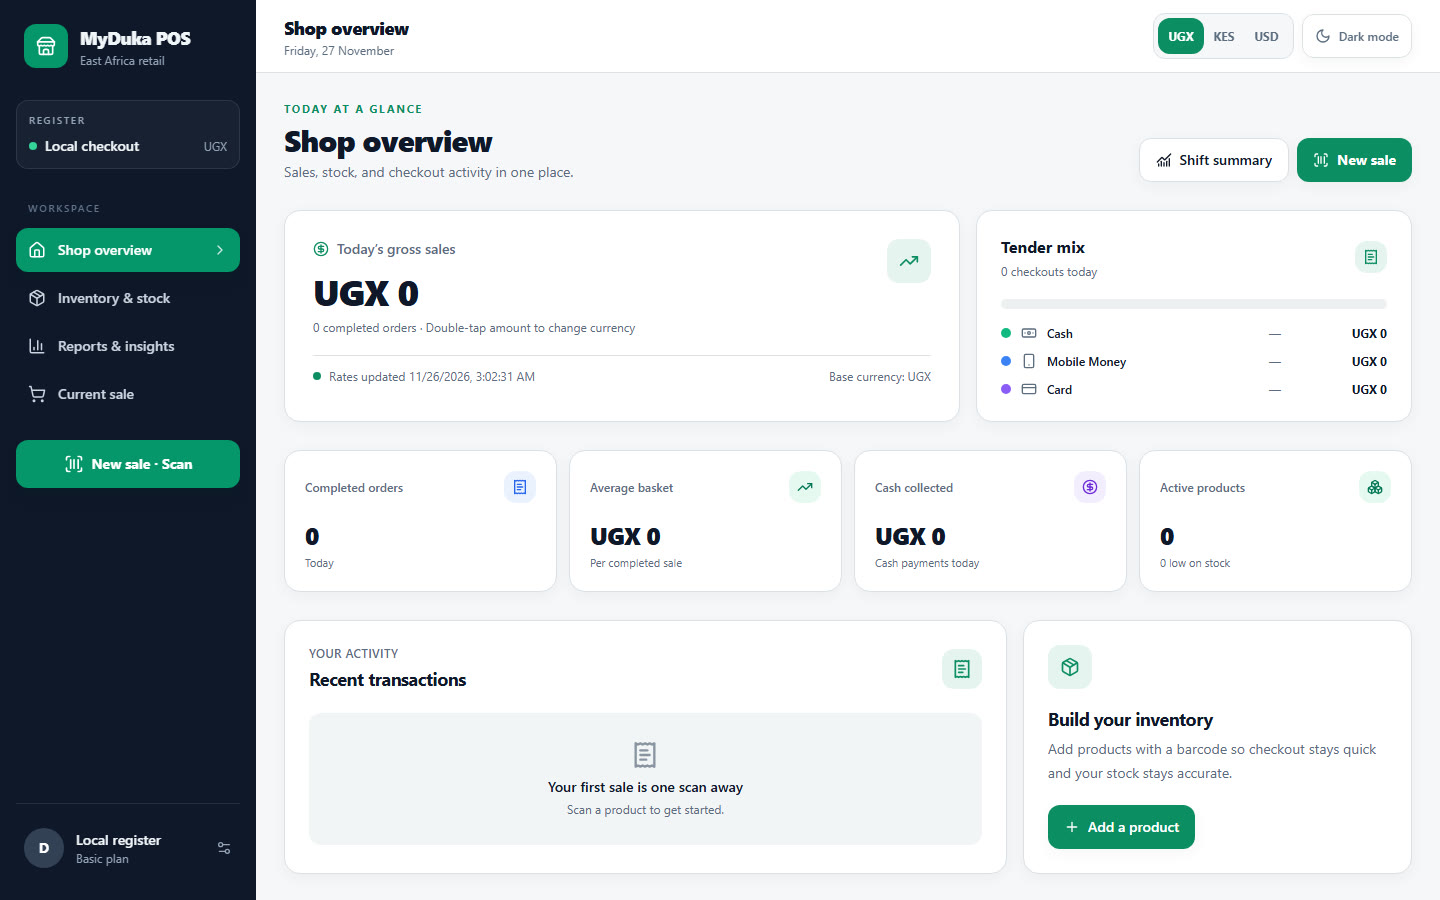 MyDuka POS
East Africa retail
REGISTER
Local checkout UGX
WORKSPACE
Shop overview
Inventory & stock
Reports & insights
Current sale
New sale · Scan
D
Local register
Basic plan
Shop overview
Friday, 27 November
UGX KES USD
Dark mode
TODAY AT A GLANCE
Shop overview
Sales, stock, and checkout activity in one place.
Shift summary
New sale
Today's gross sales
UGX 0
0 completed orders · Double-tap amount to change currency
Rates updated 11/26/2026, 3:02:31 AM
Base currency: UGX
Tender mix
0 checkouts today
Cash — UGX 0
Mobile Money — UGX 0
Card — UGX 0
Completed orders
0
Today
Average basket
UGX 0
Per completed sale
Cash collected
UGX 0
Cash payments today
Active products
0
0 low on stock
YOUR ACTIVITY
Recent transactions
Your first sale is one scan away
Scan a product to get started.
Build your inventory
Add products with a barcode so checkout stays quick
and your stock stays accurate.
Add a product